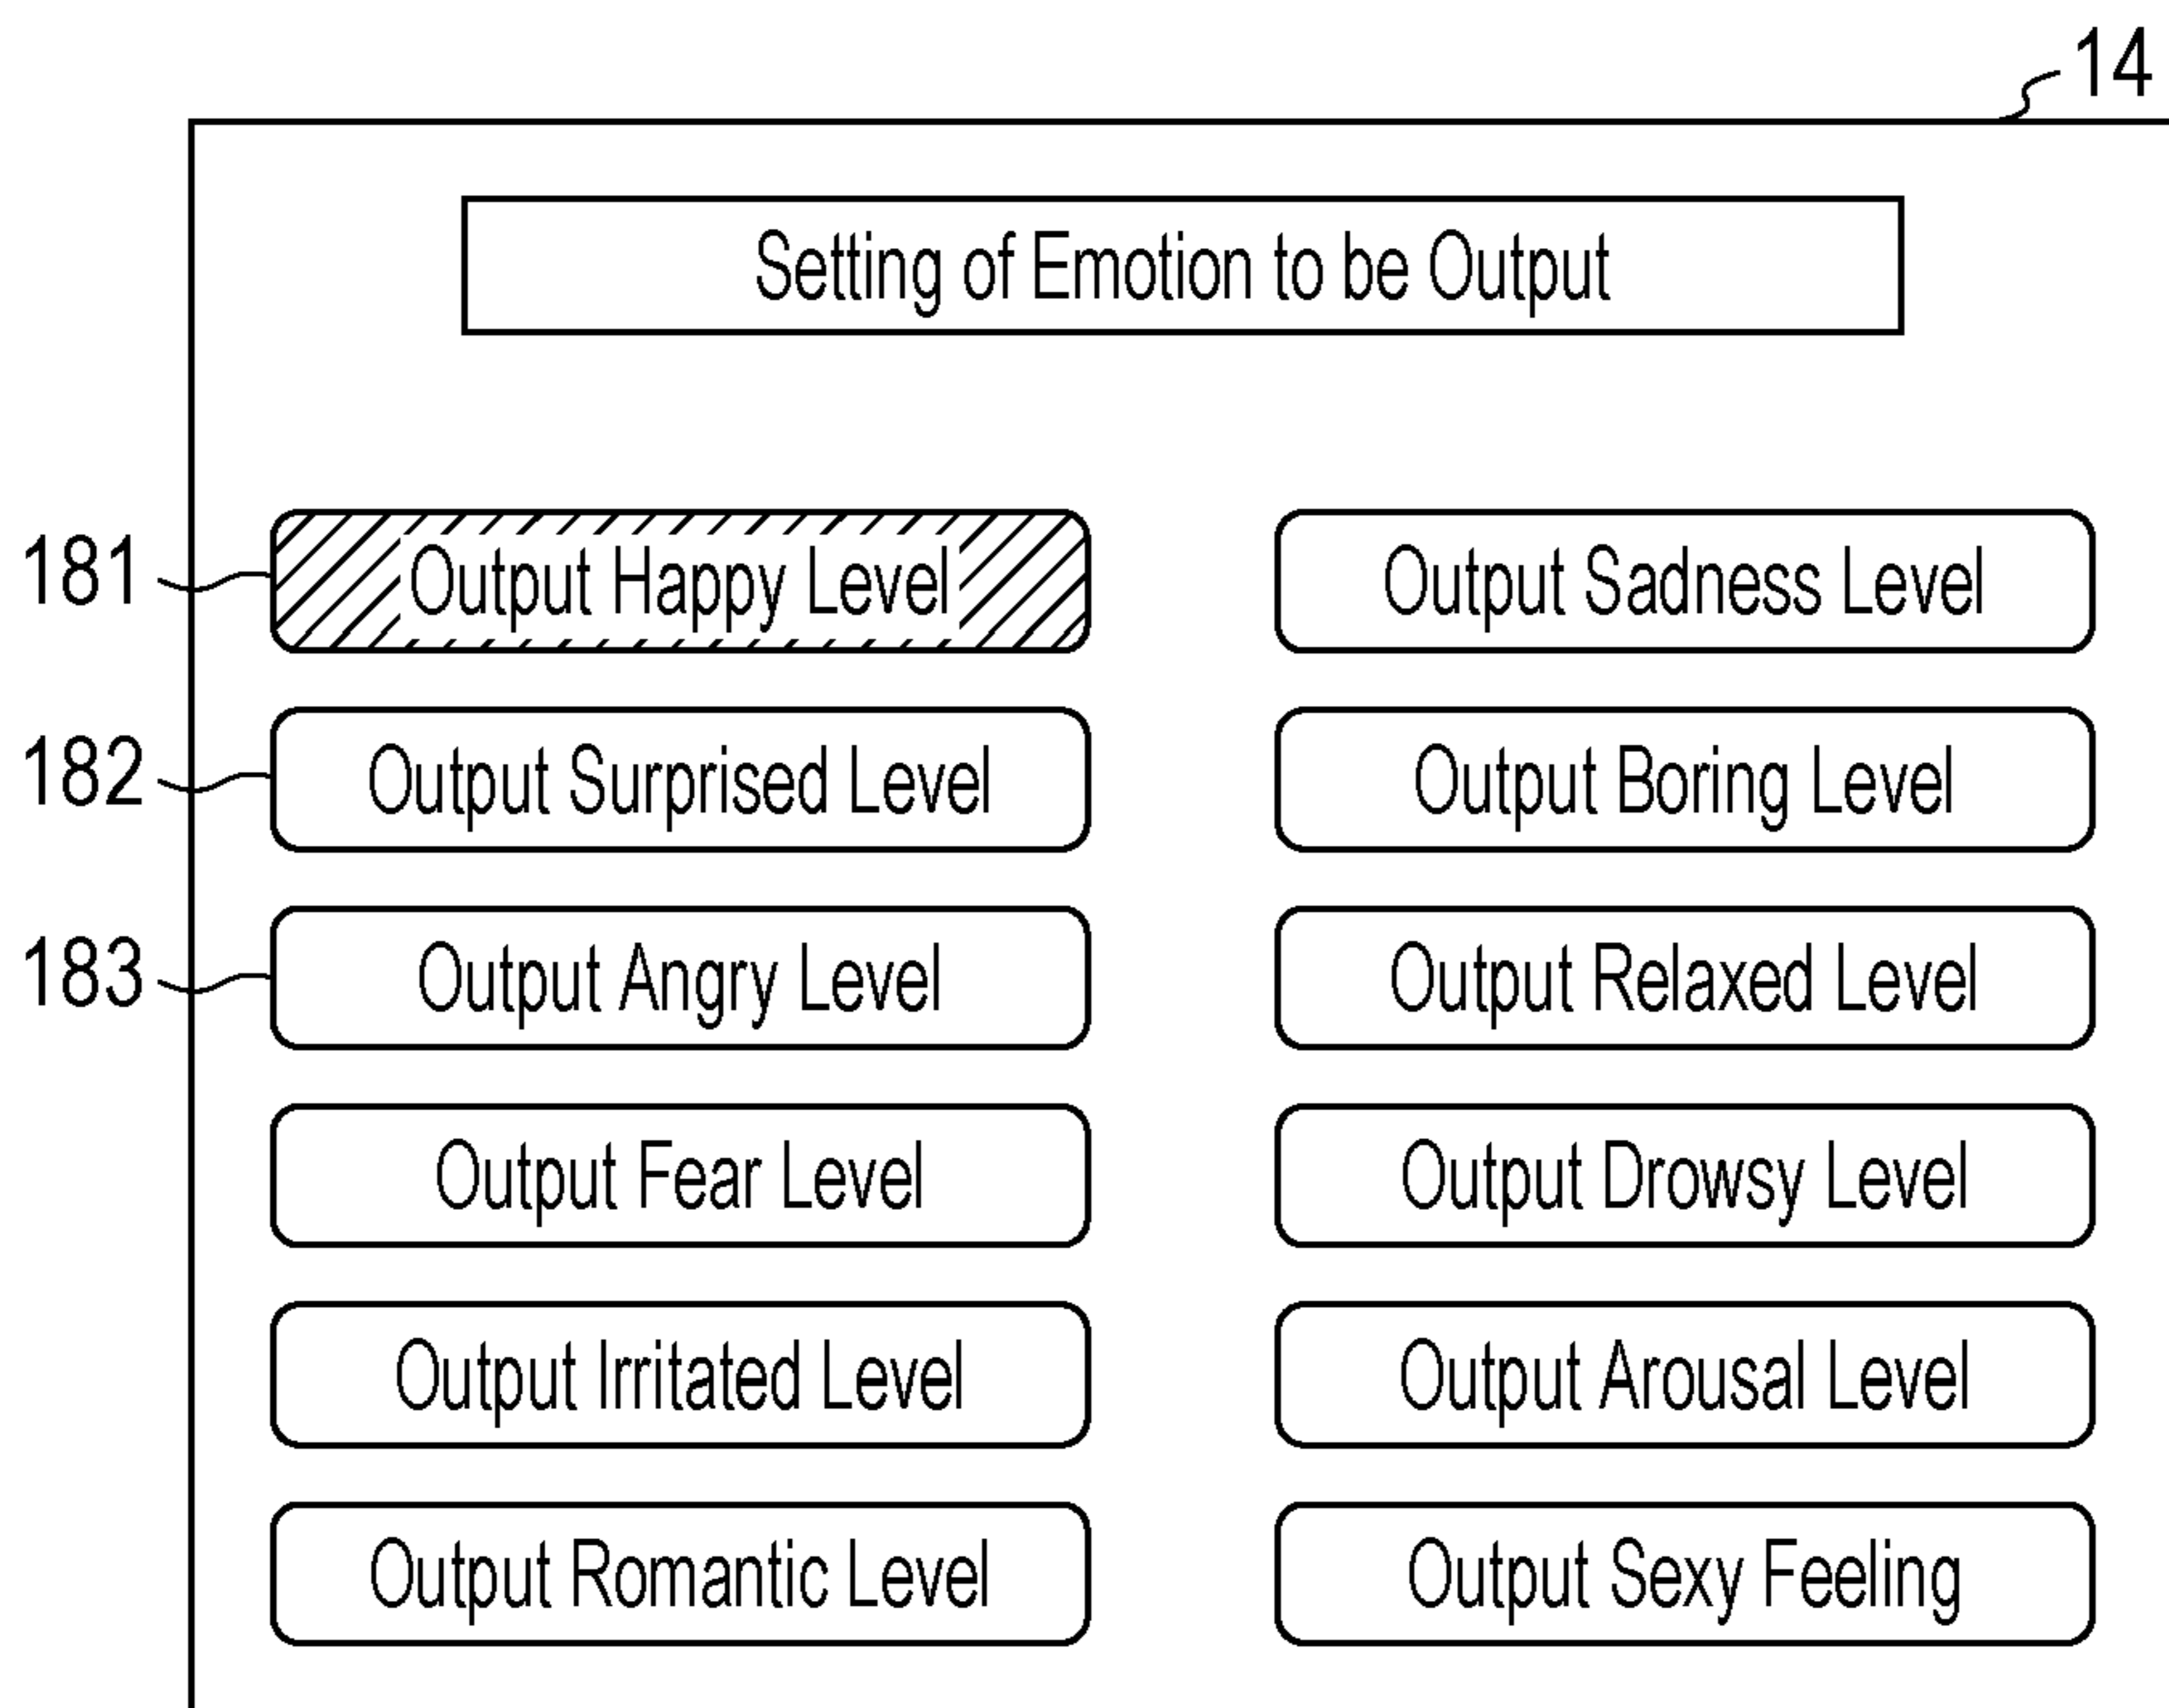 14
Setting of Emotion to be Output
181
Output Happy Level
Output Sadness Level
182
Output Surprised Level
Output Boring Level
183
Output Angry Level
Output Relaxed Level
Output Fear Level
Output Drowsy Level
Output Irritated Level
Output Arousal Level
Output Romantic Level
Output Sexy Feeling